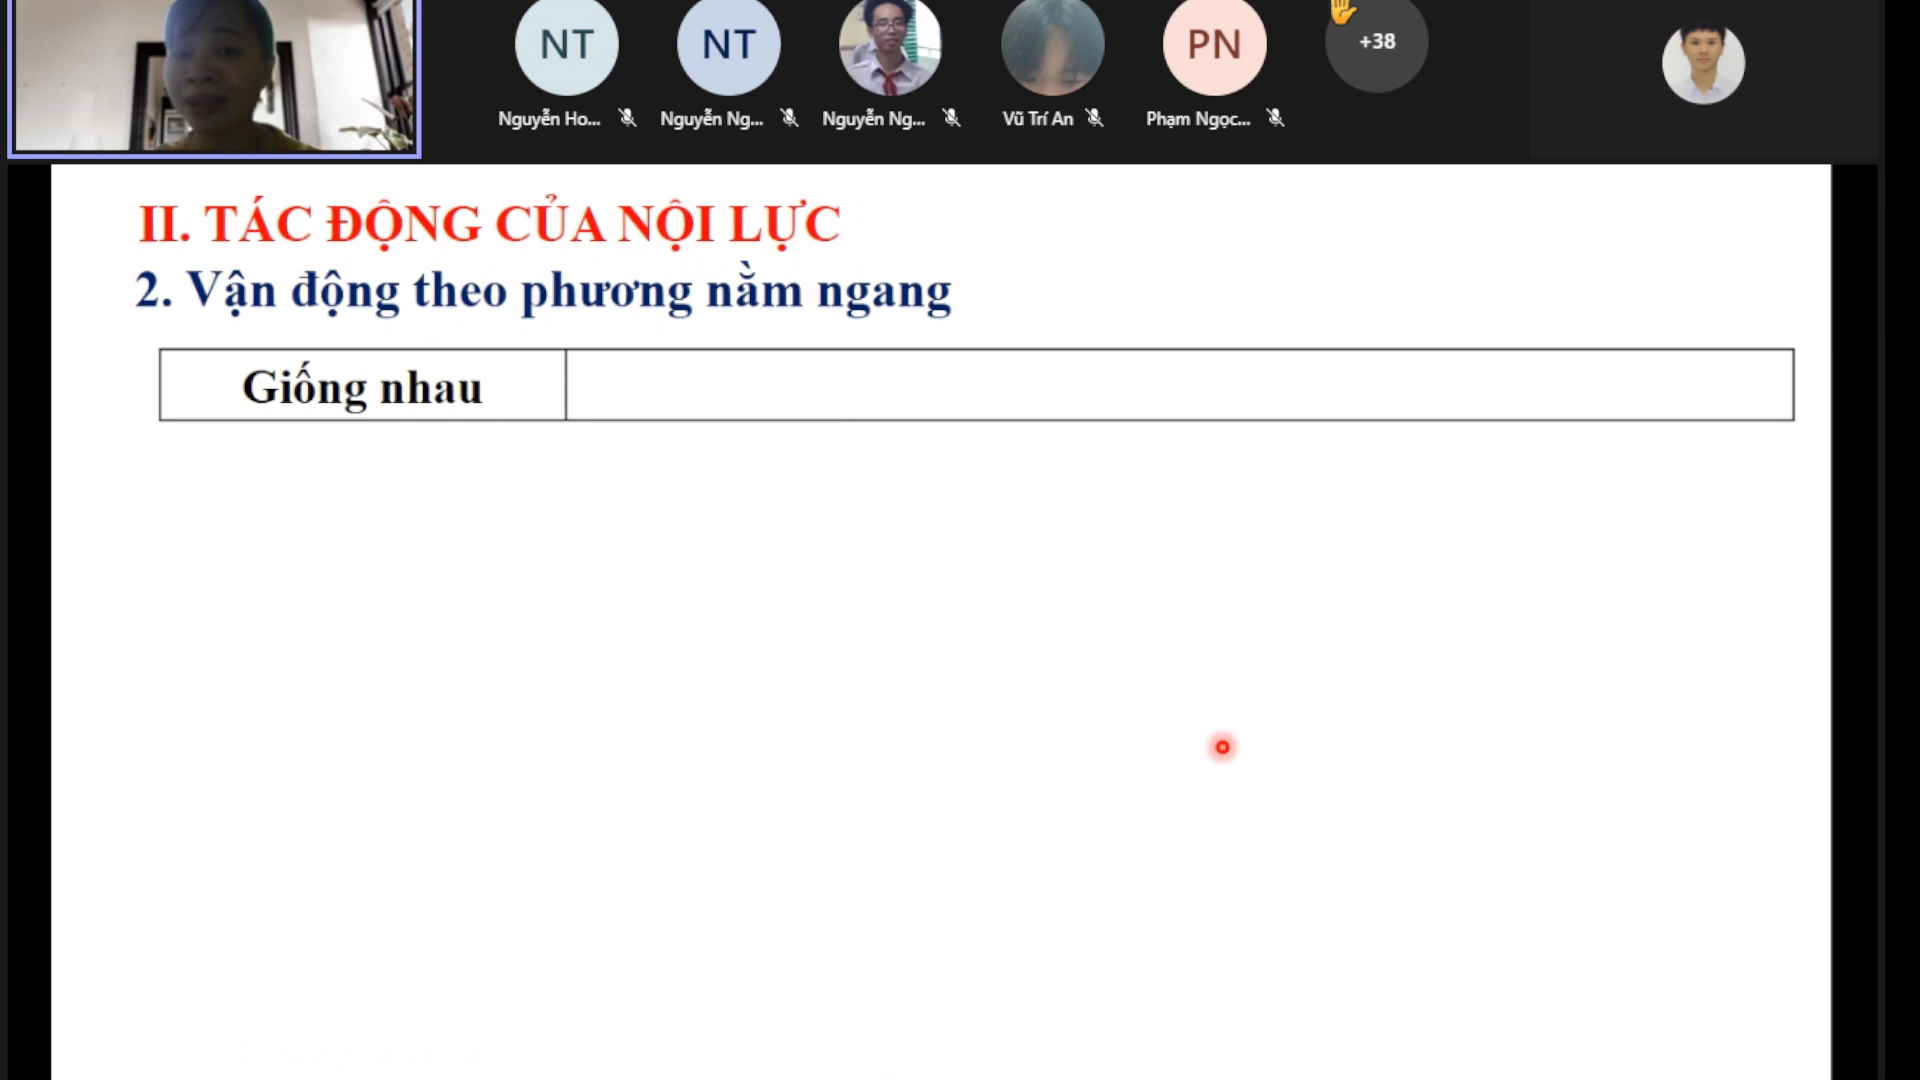 NT
NT
PN
+38
Nguyễn Ho...
Nguyễn Ng...
Nguyễn Ng...
Vũ Trí An
Phạm Ngọc...
II. TÁC ĐỘNG CỦA NỘI LỰC
2. Vận động theo phương nằm ngang
Giống nhau